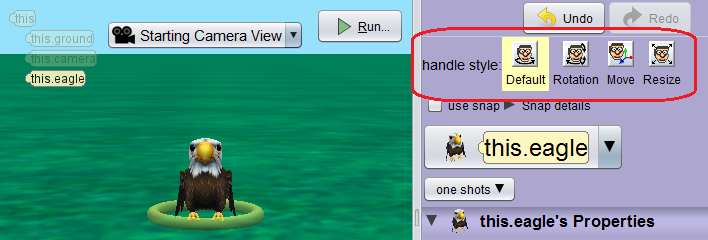 this
this.ground
this.camera
this.eagle
Starting Camera View
Run...
Undo
Redo
handle style:
Default
Rotation
Move
Resize
use snap
Snap details
this.eagle
one shots
this.eagle's Properties